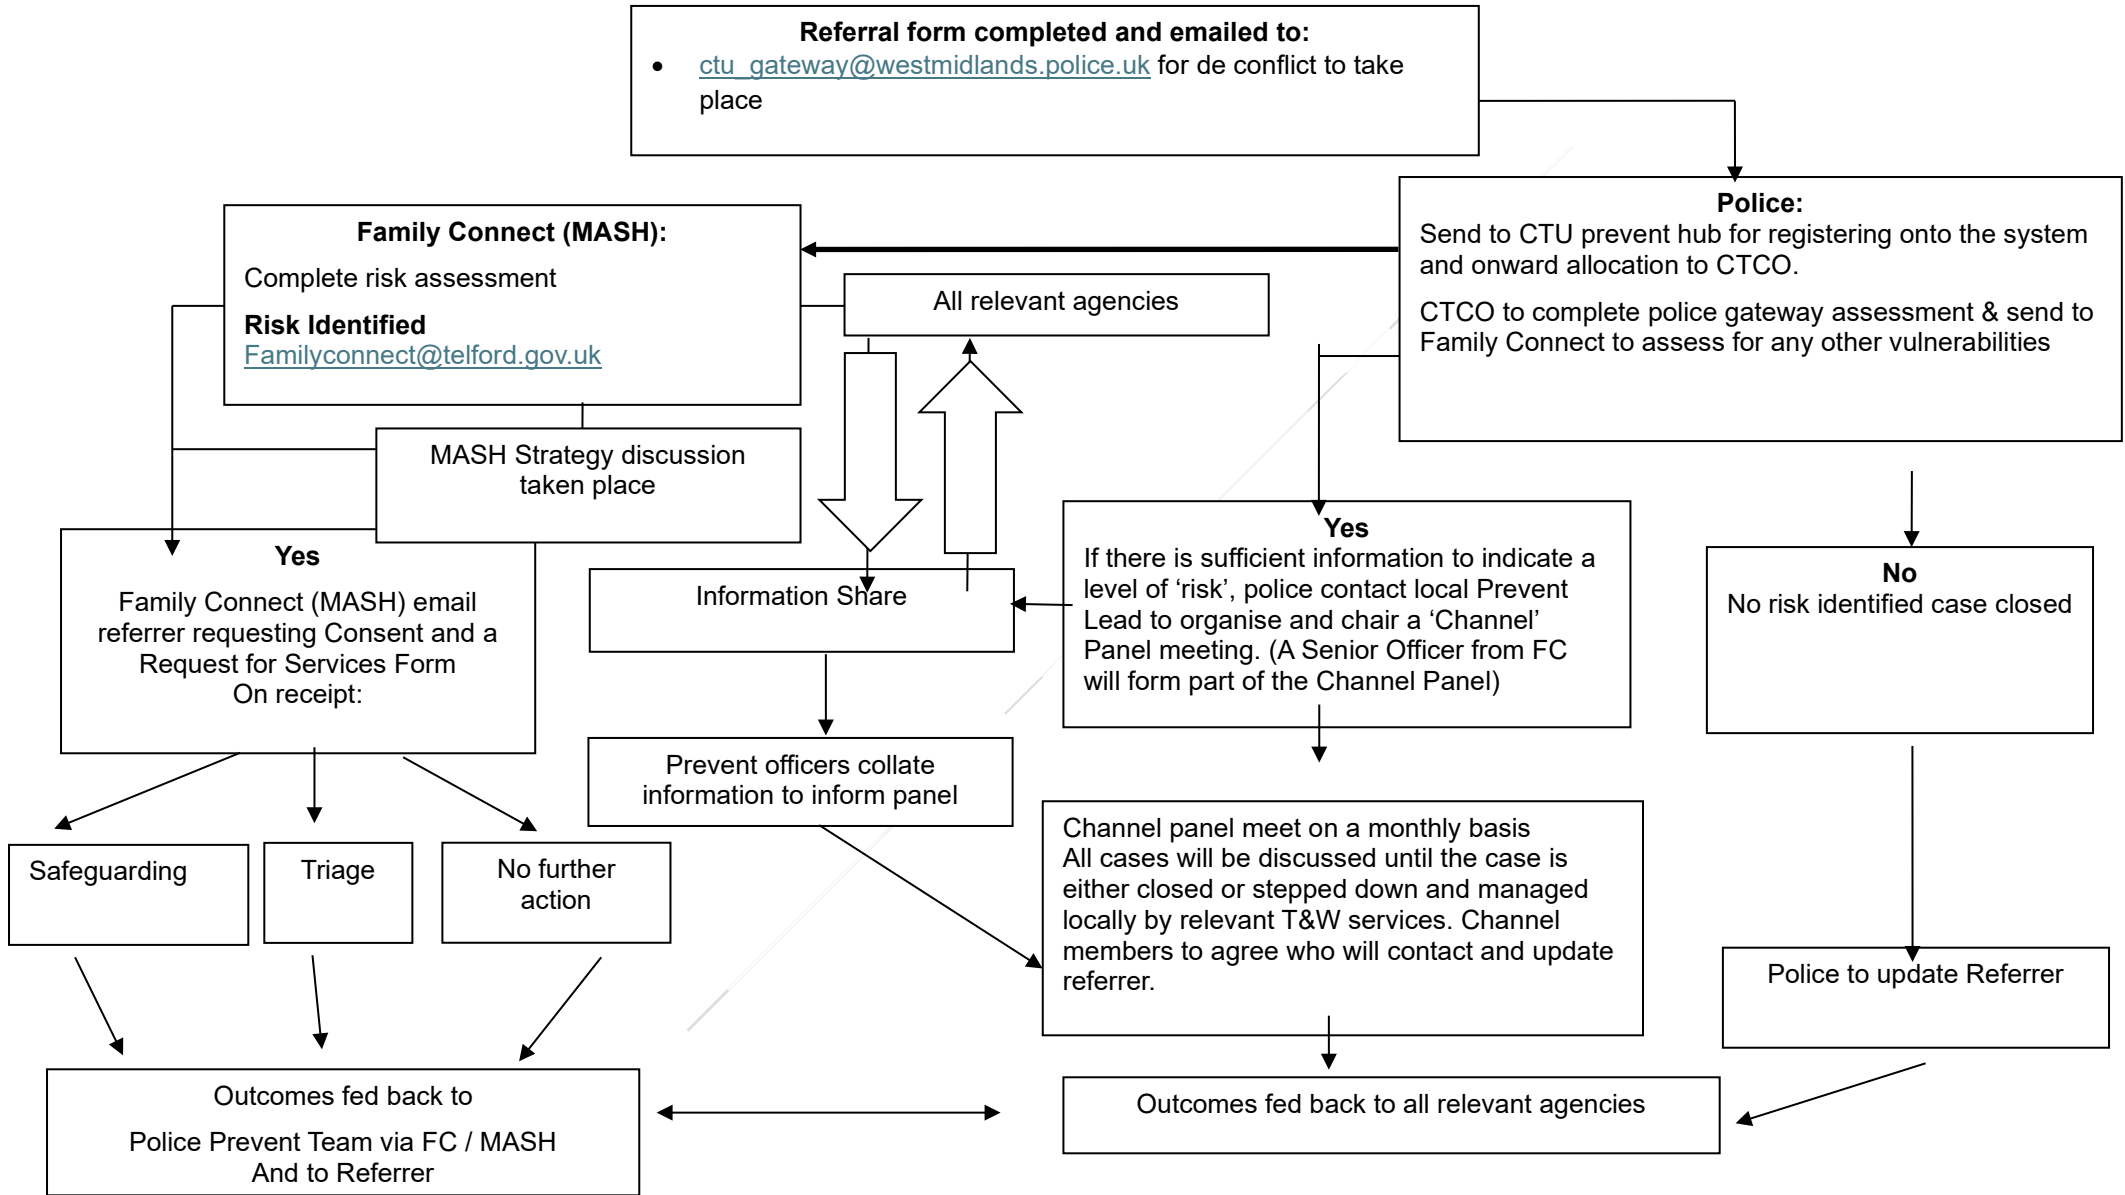 Referral form completed and emailed to:
• ctu_gateway@westmidlands.police.uk for de conflict to take
place
Police:
Send to CTU prevent hub for registering onto the system
and onward allocation to CTCO.
CTCO to complete police gateway assessment & send to
Family Connect to assess for any other vulnerabilities
Family Connect (MASH):
Complete risk assessment
Risk Identified
Familyconnect@telford.gov.uk
All relevant agencies
MASH Strategy discussion
taken place
Yes
Family Connect (MASH) email
referrer requesting Consent and a
Request for Services Form
On receipt:
Information Share
Yes
If there is sufficient information to indicate a
level of ‘risk’, police contact local Prevent
Lead to organise and chair a ‘Channel’
Panel meeting. (A Senior Officer from FC
will form part of the Channel Panel)
No
No risk identified case closed
Prevent officers collate
information to inform panel
Safeguarding
Triage
No further
action
Channel panel meet on a monthly basis
All cases will be discussed until the case is
either closed or stepped down and managed
locally by relevant T&W services. Channel
members to agree who will contact and update
referrer.
Police to update Referrer
Outcomes fed back to
Police Prevent Team via FC / MASH
And to Referrer
Outcomes fed back to all relevant agencies